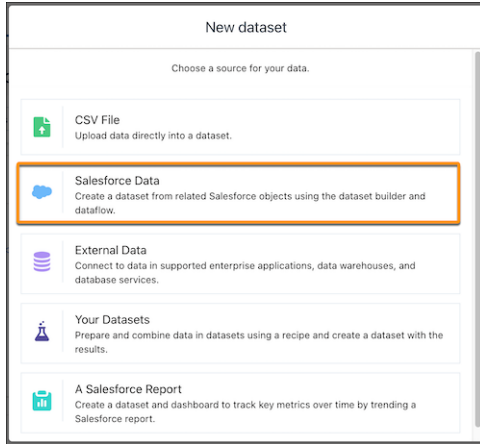 New dataset
Choose a source for your data.
CSV File
Upload data directly into a dataset.
Salesforce Data
Create a dataset from related Salesforce objects using the dataset builder and
dataflow.
External Data
Connect to data in supported enterprise applications, data warehouses, and
database services.
Your Datasets
Prepare and combine data in datasets using a recipe and create a dataset with the
results.
A Salesforce Report
Create a dataset and dashboard to track key metrics over time by trending a
Salesforce report.